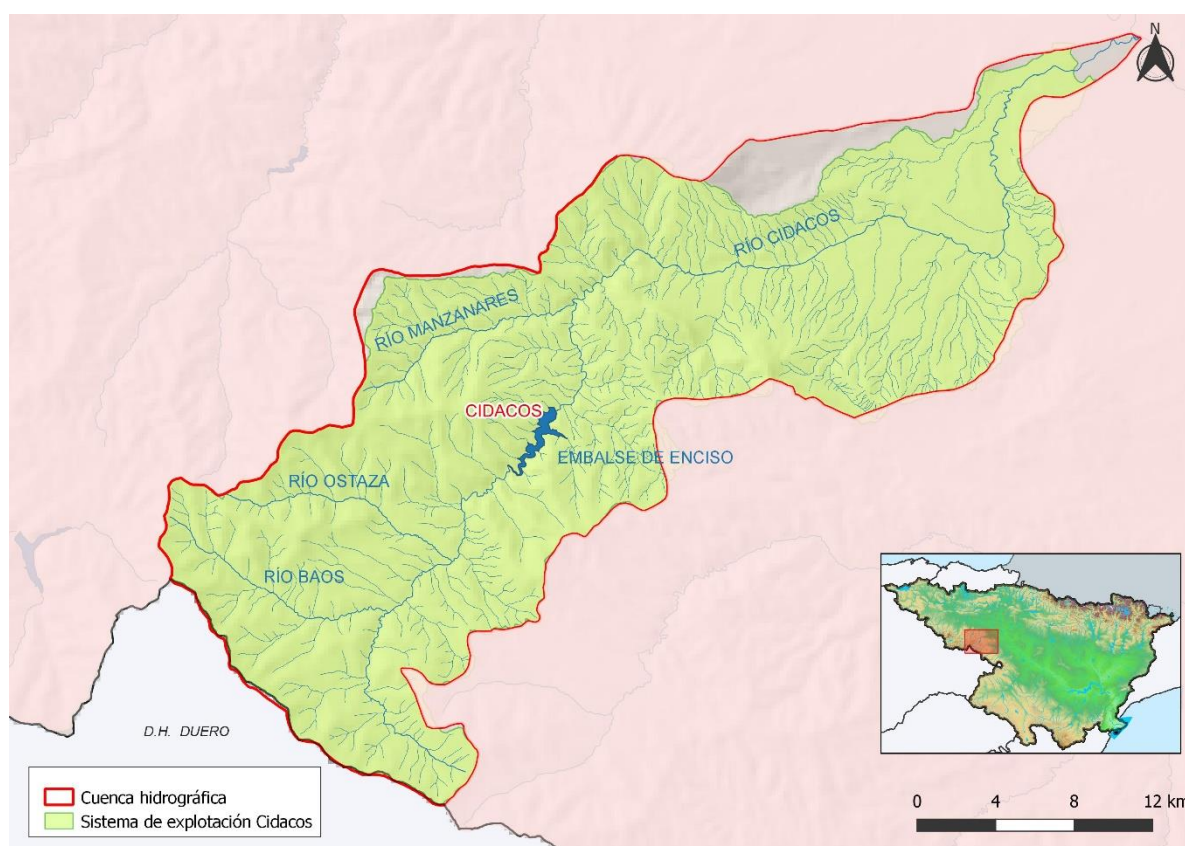 N
RÍO CIDACOS
RÍO MANZANARES
CIDACOS
EMBALSE DE ENCISO
RÍO OSTAZA
RÍO BAOS
D.H. DUERO
Cuenca hidrográfica
Sistema de explotación Cidacos
0 4 8 12 km